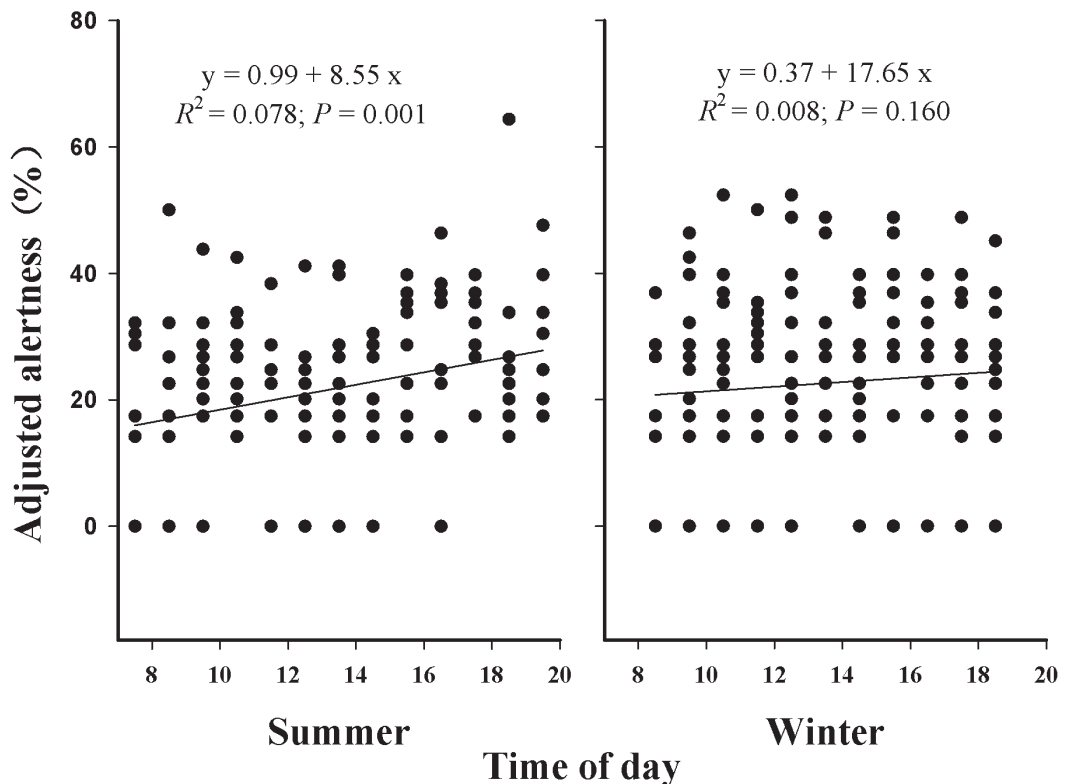 y = 0.99 + 8.55 x
R² = 0.078; P = 0.001
y = 0.37 + 17.65 x
R² = 0.008; P = 0.160
Adjusted alertness (%)
80
60
40
20
0
8 10 12 14 16 18 20
8 10 12 14 16 18 20
Summer
Winter
Time of day